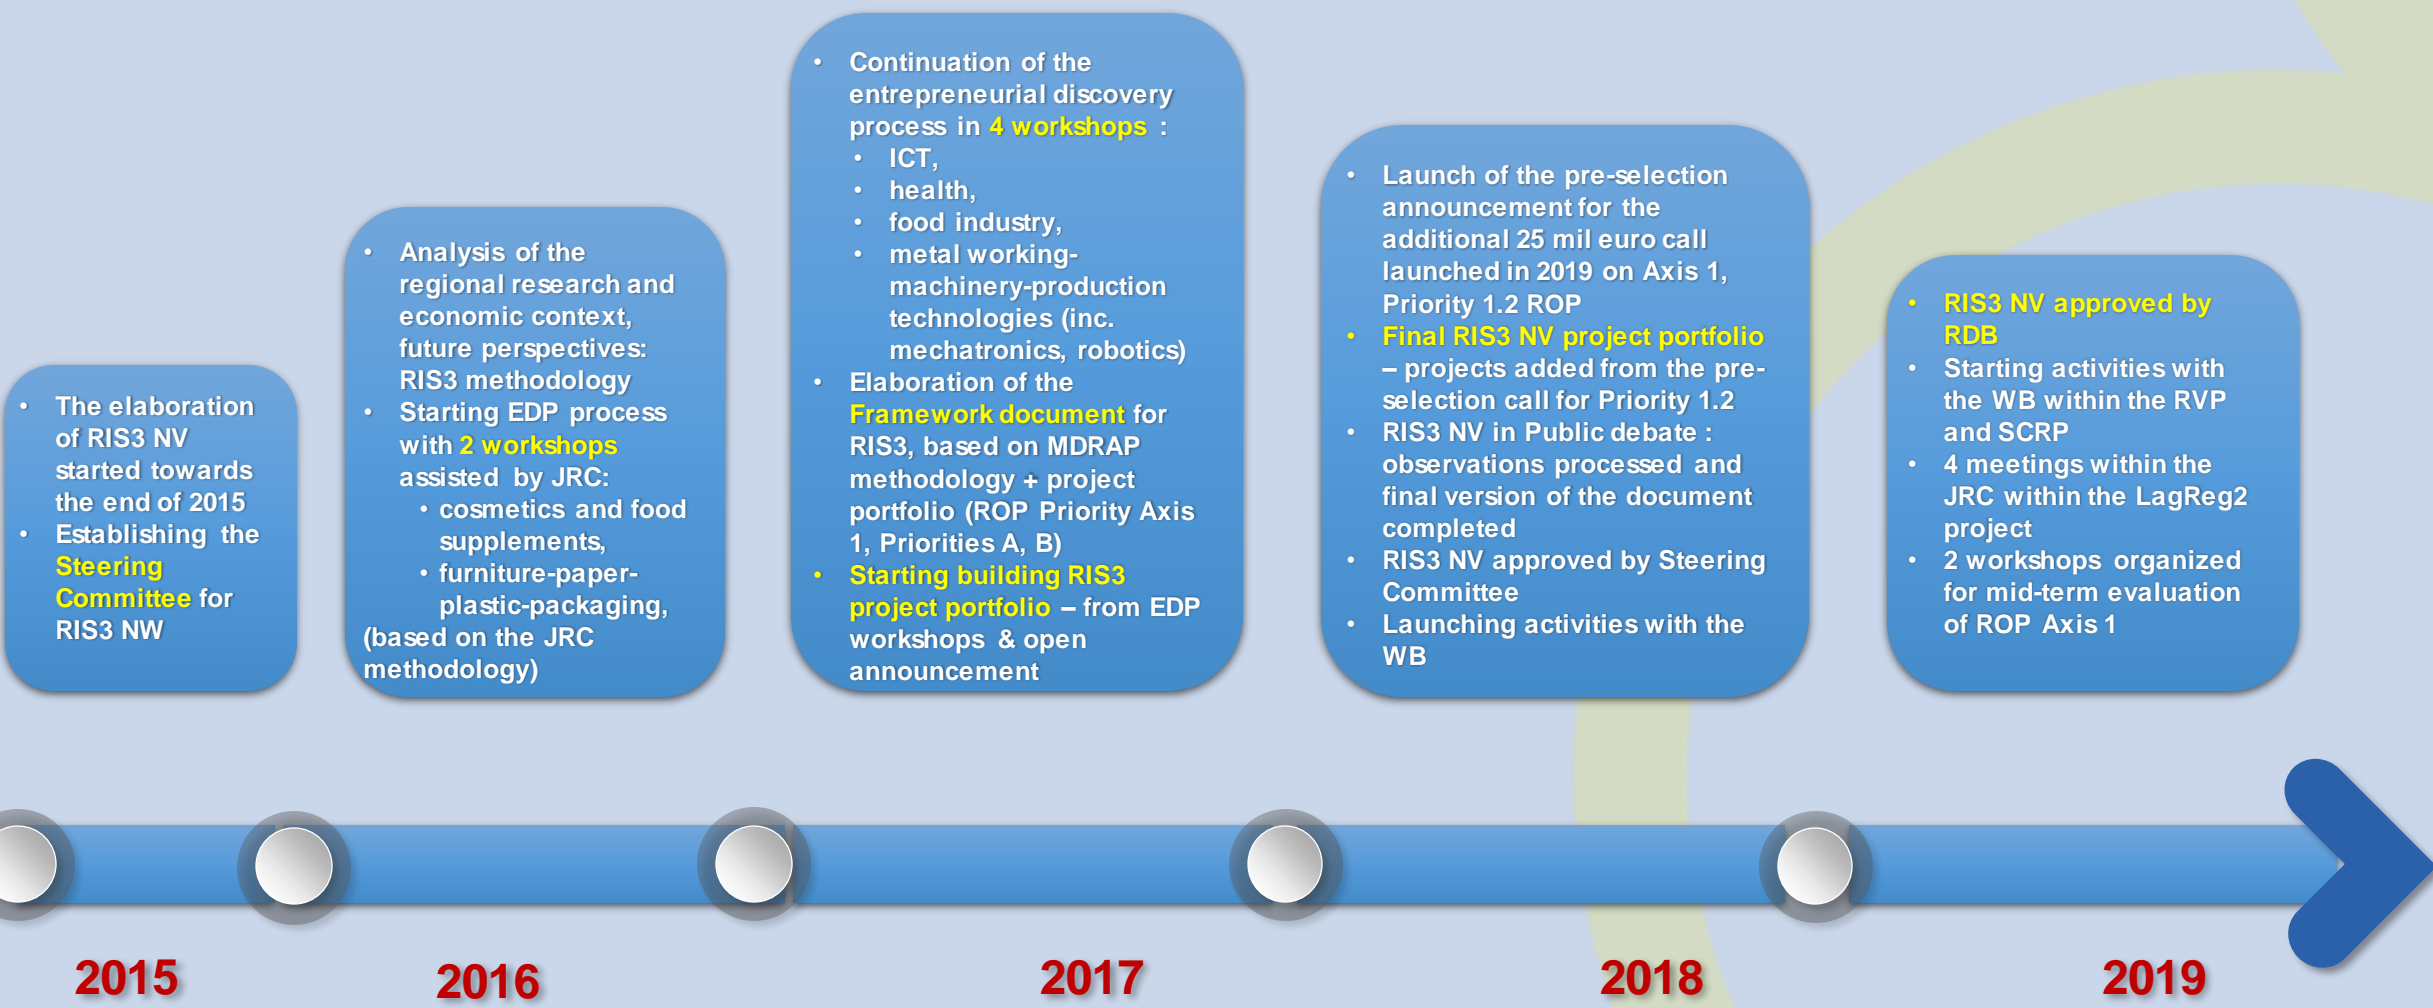 • The elaboration
of RIS3 NV
started towards
the end of 2015
• Establishing the
Steering
Committee for
RIS3 NW
• Analysis of the
regional research and
economic context,
future perspectives:
RIS3 methodology
• Starting EDP process
with 2 workshops
assisted by JRC:
• cosmetics and food
supplements,
• furniture-paper-
plastic-packaging,
(based on the JRC
methodology)
• Continuation of the
entrepreneurial discovery
process in 4 workshops :
• ICT,
• health,
• food industry,
• metal working-
machinery-production
technologies (inc.
mechatronics, robotics)
• Elaboration of the
Framework document for
RIS3, based on MDRAP
methodology + project
portfolio (ROP Priority Axis
1, Priorities A, B)
• Starting building RIS3
project portfolio – from EDP
workshops & open
announcement
• Launch of the pre-selection
announcement for the
additional 25 mil euro call
launched in 2019 on Axis 1,
Priority 1.2 ROP
• Final RIS3 NV project portfolio
– projects added from the pre-
selection call for Priority 1.2
• RIS3 NV in Public debate :
observations processed and
final version of the document
completed
• RIS3 NV approved by Steering
Committee
• Launching activities with the
WB
• RIS3 NV approved by
RDB
• Starting activities with
the WB within the RVP
and SCRP
• 4 meetings within the
JRC within the LagReg2
project
• 2 workshops organized
for mid-term evaluation
of ROP Axis 1
2015
2016
2017
2018
2019